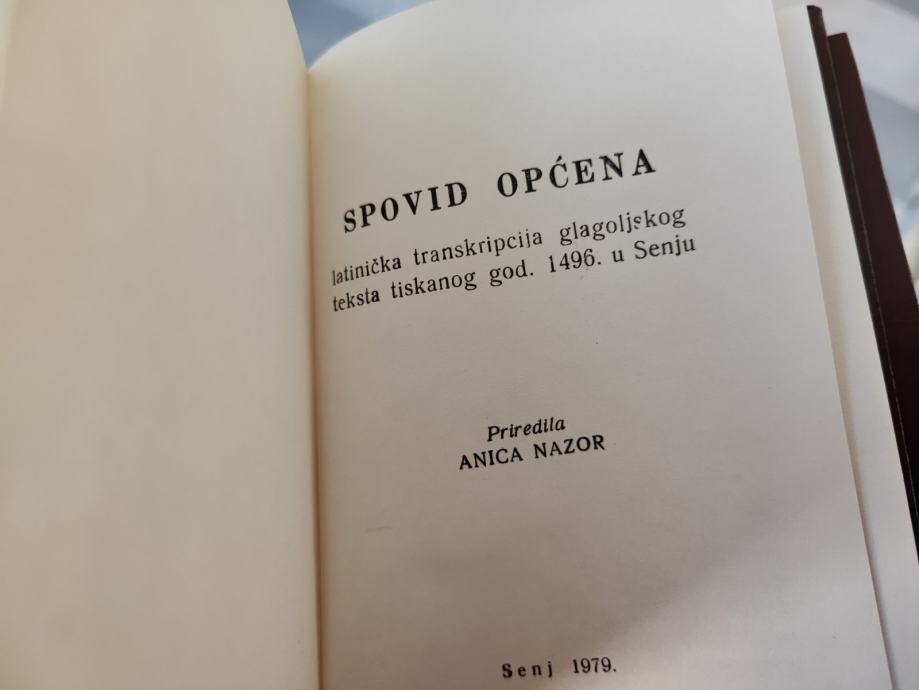 SPOVID OPĆENA
latinička transkripcija glagoljskog
teksta tiskanog god. 1496. u Senju
Priredila
ANICA NAZOR
Senj 1979.